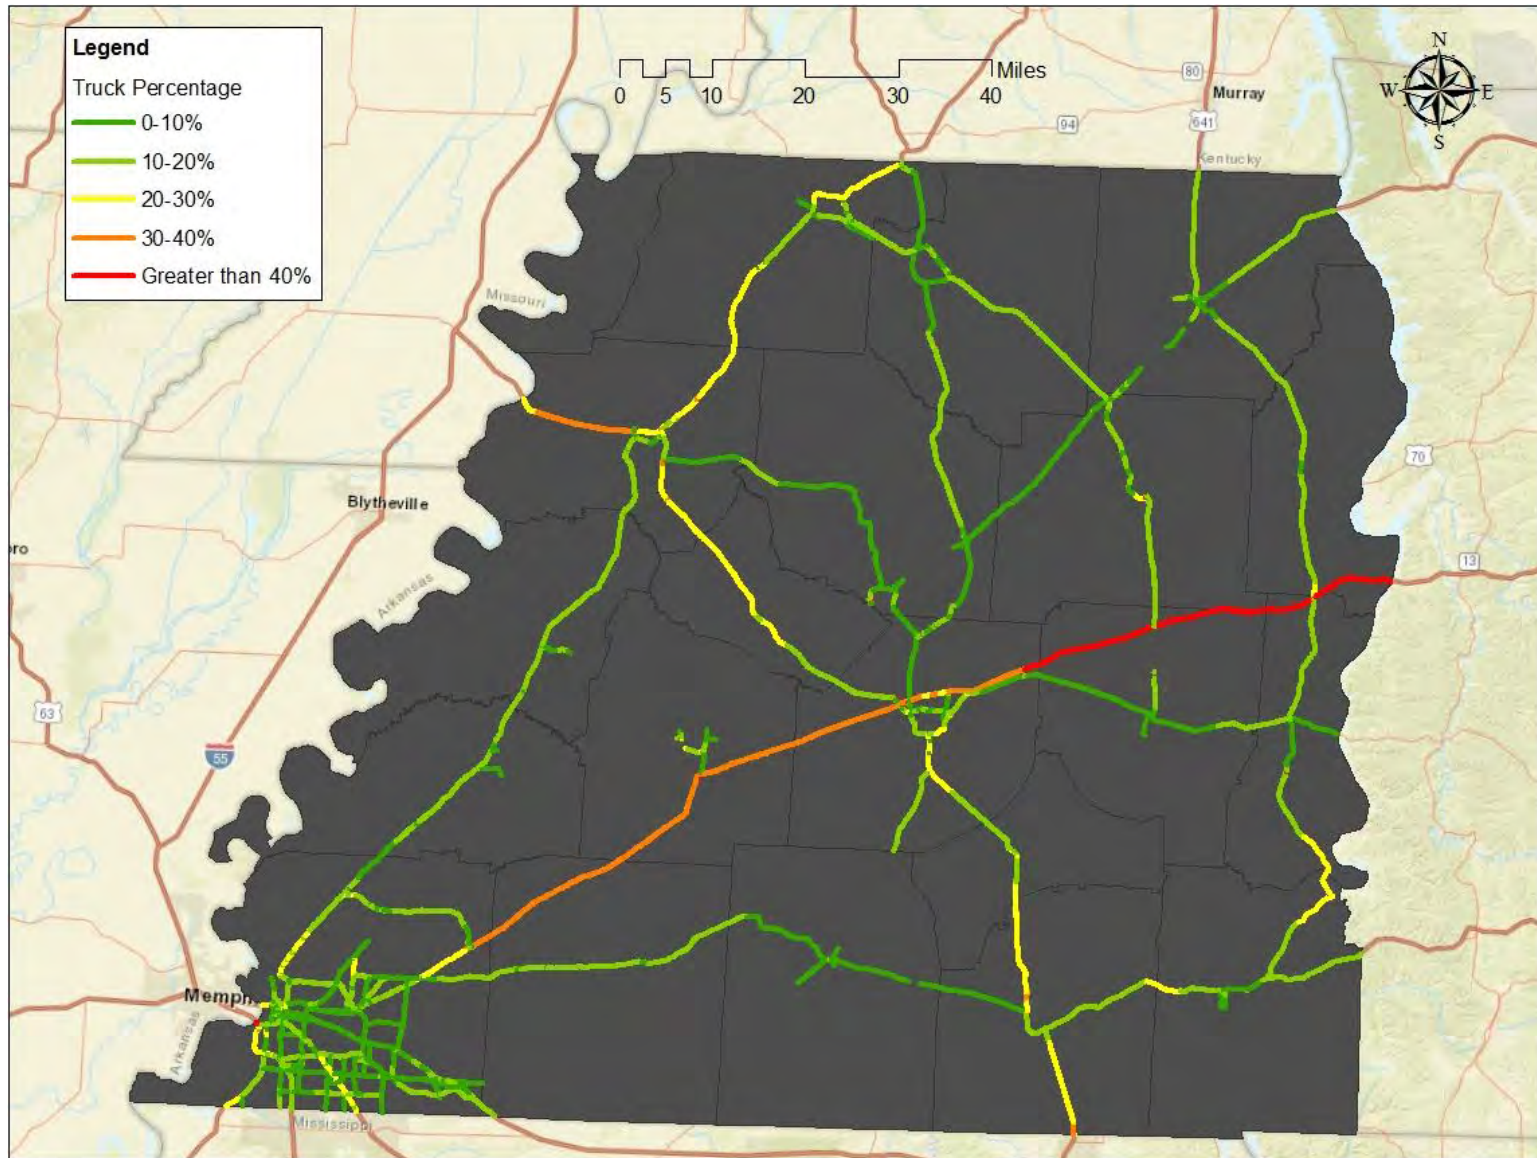 Legend
Truck Percentage
0-10%
10-20%
20-30%
30-40%
Greater than 40%
Miles
0 5 10 20 30 40
N
W E
S
80
Murray
94
641
Kentucky
Missouri
70
Blytheville
ro
13
Arkansas
63
55
Memph
Arkansas
Mississippi